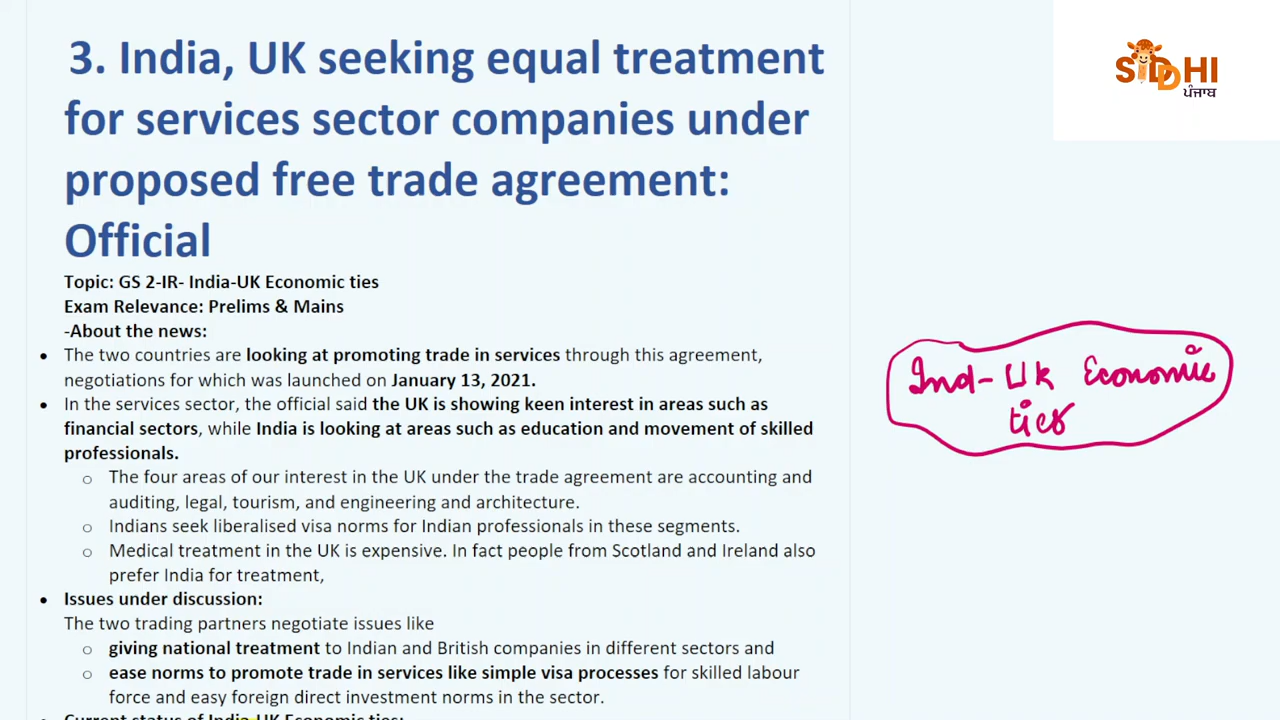 3. India, UK seeking equal treatment
for services sector companies under
proposed free trade agreement:
Official
Topic: GS 2-IR- India-UK Economic ties
Exam Relevance: Prelims & Mains
-About the news:
• The two countries are looking at promoting trade in services through this agreement,
negotiations for which was launched on January 13, 2021.
• In the services sector, the official said the UK is showing keen interest in areas such as
financial sectors, while India is looking at areas such as education and movement of skilled
professionals.
o The four areas of our interest in the UK under the trade agreement are accounting and
auditing, legal, tourism, and engineering and architecture.
o Indians seek liberalised visa norms for Indian professionals in these segments.
o Medical treatment in the UK is expensive. In fact people from Scotland and Ireland also
prefer India for treatment,
• Issues under discussion:
The two trading partners negotiate issues like
o giving national treatment to Indian and British companies in different sectors and
o ease norms to promote trade in services like simple visa processes for skilled labour
force and easy foreign direct investment norms in the sector.
• Current status of India-UK Economic ties:
SIDDHI
ਪੰਜਾਬ
Ind-UK Economic
ties